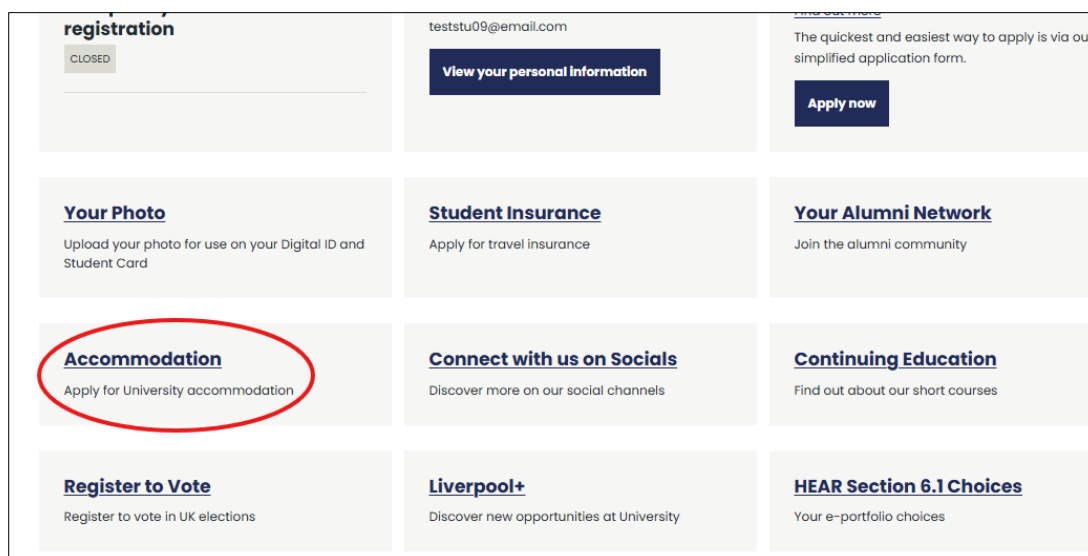 registration
CLOSED
teststu09@email.com
View your personal information
Find out more
The quickest and easiest way to apply is via ou
simplified application form.
Apply now
Your Photo
Upload your photo for use on your Digital ID and
Student Card
Student Insurance
Apply for travel insurance
Your Alumni Network
Join the alumni community
Accommodation
Apply for University accommodation
Connect with us on Socials
Discover more on our social channels
Continuing Education
Find out about our short courses
Register to Vote
Register to vote in UK elections
Liverpool+
Discover new opportunities at University
HEAR Section 6.1 Choices
Your e-portfolio choices